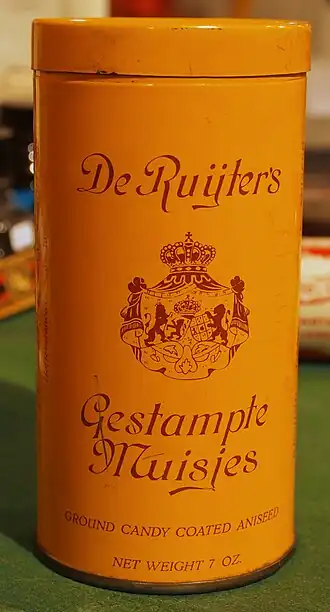 De Ruijter's
Gestampte
Muisjes
GROUND CANDY COATED ANISEED
NET WEIGHT 7 OZ.